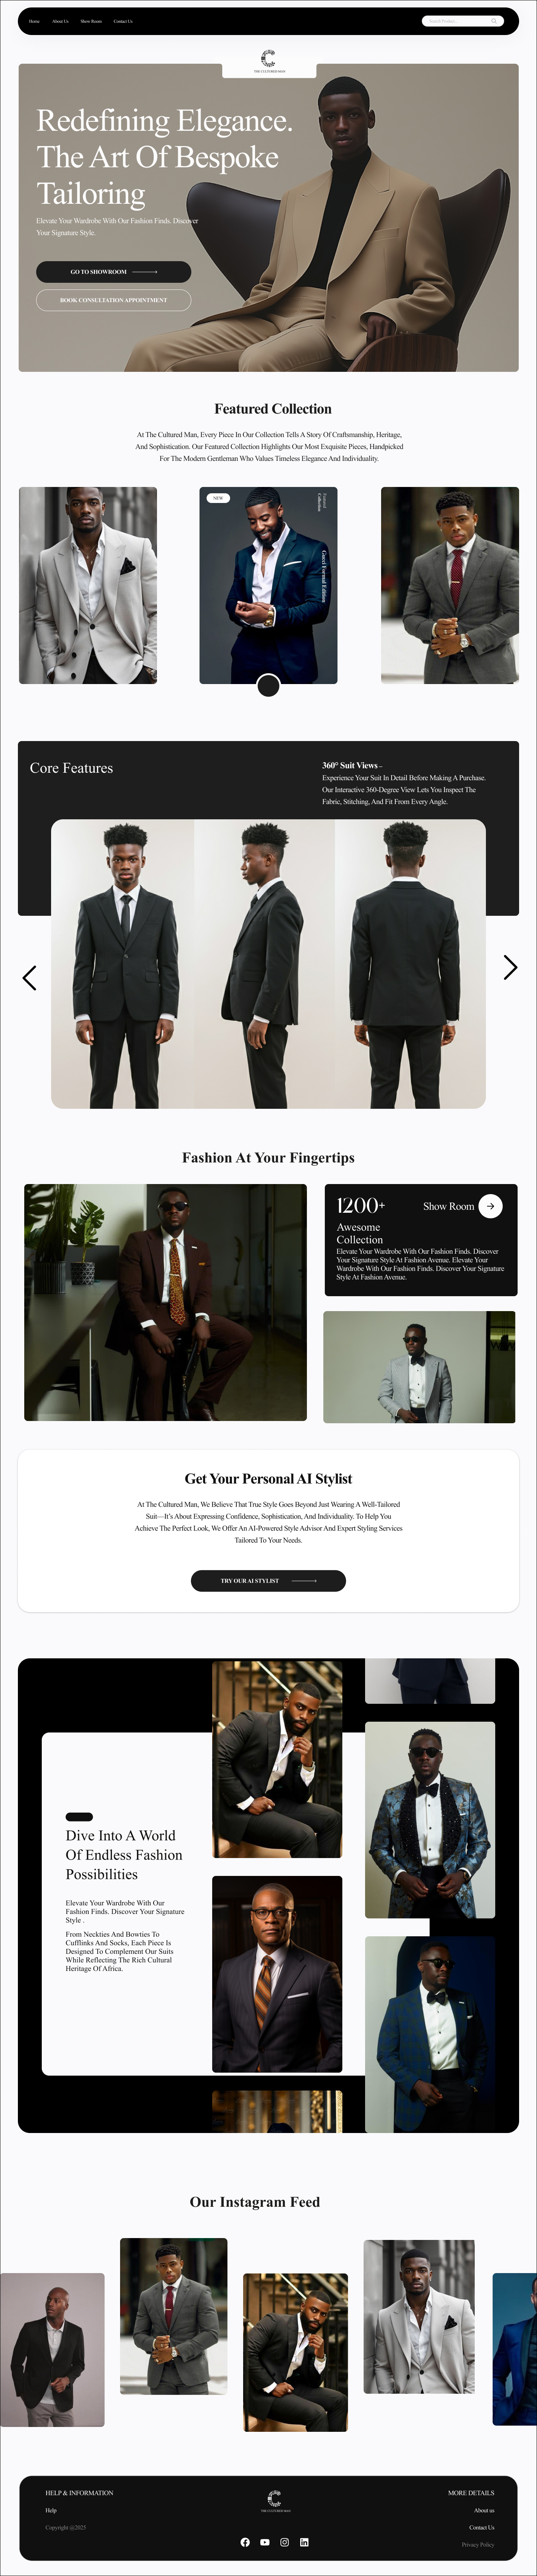 Home About Us Show Room Contact Us
Search Product...
THE CULTURED MAN
Redefining Elegance.
The Art Of Bespoke
Tailoring
Elevate Your Wardrobe With Our Fashion Finds. Discover
Your Signature Style.
GO TO SHOWROOM
BOOK CONSULTATION APPOINTMENT
Featured Collection
At The Cultured Man, Every Piece In Our Collection Tells A Story Of Craftsmanship, Heritage,
And Sophistication. Our Featured Collection Highlights Our Most Exquisite Pieces, Handpicked
For The Modern Gentleman Who Values Timeless Elegance And Individuality.
NEW
Featured
Collection
Gucci Formal Edition
Core Features
360° Suit Views –
Experience Your Suit In Detail Before Making A Purchase.
Our Interactive 360-Degree View Lets You Inspect The
Fabric, Stitching, And Fit From Every Angle.
Fashion At Your Fingertips
1200+
Show Room
Awesome
Collection
Elevate Your Wardrobe With Our Fashion Finds. Discover
Your Signature Style At Fashion Avenue. Elevate Your
Wardrobe With Our Fashion Finds. Discover Your Signature
Style At Fashion Avenue.
Get Your Personal AI Stylist
At The Cultured Man, We Believe That True Style Goes Beyond Just Wearing A Well-Tailored
Suit—It's About Expressing Confidence, Sophistication, And Individuality. To Help You
Achieve The Perfect Look, We Offer An AI-Powered Style Advisor And Expert Styling Services
Tailored To Your Needs.
TRY OUR AI STYLIST
Dive Into A World
Of Endless Fashion
Possibilities
Elevate Your Wardrobe With Our
Fashion Finds. Discover Your Signature
Style .
From Neckties And Bowties To
Cufflinks And Socks, Each Piece Is
Designed To Complement Our Suits
While Reflecting The Rich Cultural
Heritage Of Africa.
Our Instagram Feed
HELP & INFORMATION
Help
Copyright @2025
THE CULTURED MAN
MORE DETAILS
About us
Contact Us
Privacy Policy